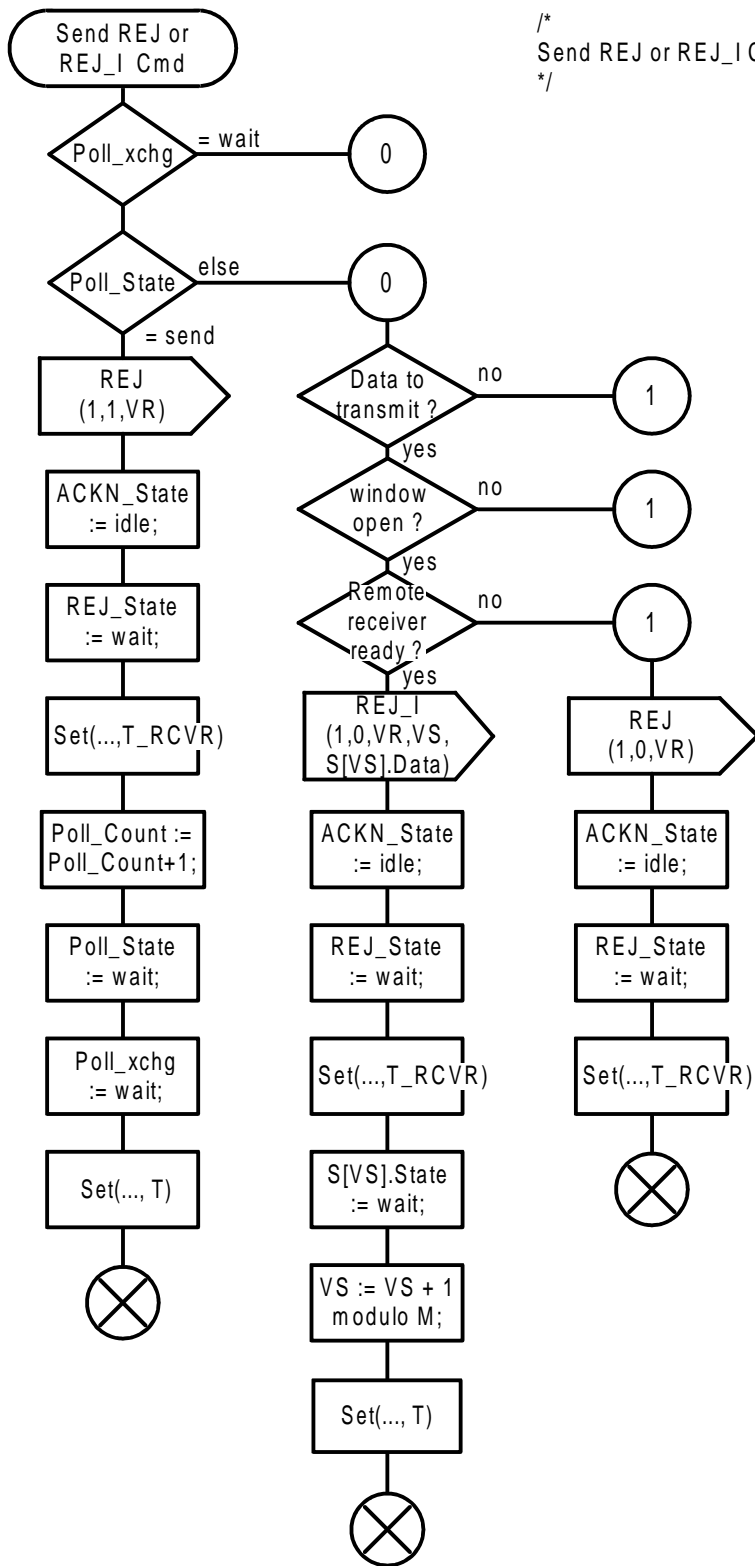 Send REJ or
REJ_I Cmd
/*
Send REJ or REJ_I C
*/
Poll_xchg
= wait
0
Poll_State
else
0
= send
REJ
(1,1,VR)
ACKN_State
:= idle;
REJ_State
:= wait;
Set(...,T_RCVR)
Poll_Count :=
Poll_Count+1;
Poll_State
:= wait;
Poll_xchg
:= wait;
Set(..., T)
Data to
transmit ?
no
1
yes
window
open ?
no
1
yes
Remote
receiver
ready ?
no
1
yes
REJ_I
(1,0,VR,VS,
S[VS].Data)
ACKN_State
:= idle;
REJ_State
:= wait;
Set(...,T_RCVR)
S[VS].State
:= wait;
VS := VS + 1
modulo M;
Set(..., T)
REJ
(1,0,VR)
ACKN_State
:= idle;
REJ_State
:= wait;
Set(...,T_RCVR)